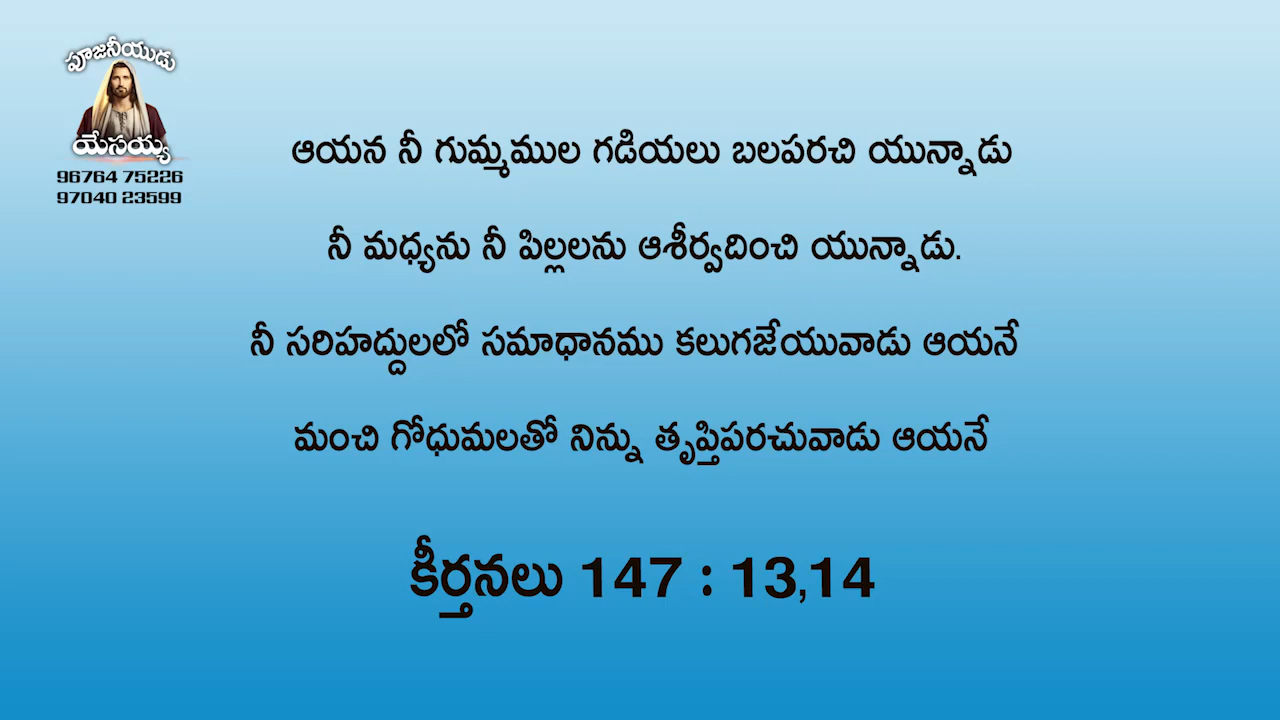 పూజనీయుడు
యేసయ్య
96764 75226
97040 23599
ఆయన నీ గుమ్మముల గడియలు బలపరచి యున్నాడు
నీ మధ్యను నీ పిల్లలను ఆశీర్వదించి యున్నాడు.
నీ సరిహద్దులలో సమాధానము కలుగజేయువాడు ఆయనే
మంచి గోధుమలతో నిన్ను తృప్తిపరచువాడు ఆయనే
కీర్తనలు 147 : 13,14